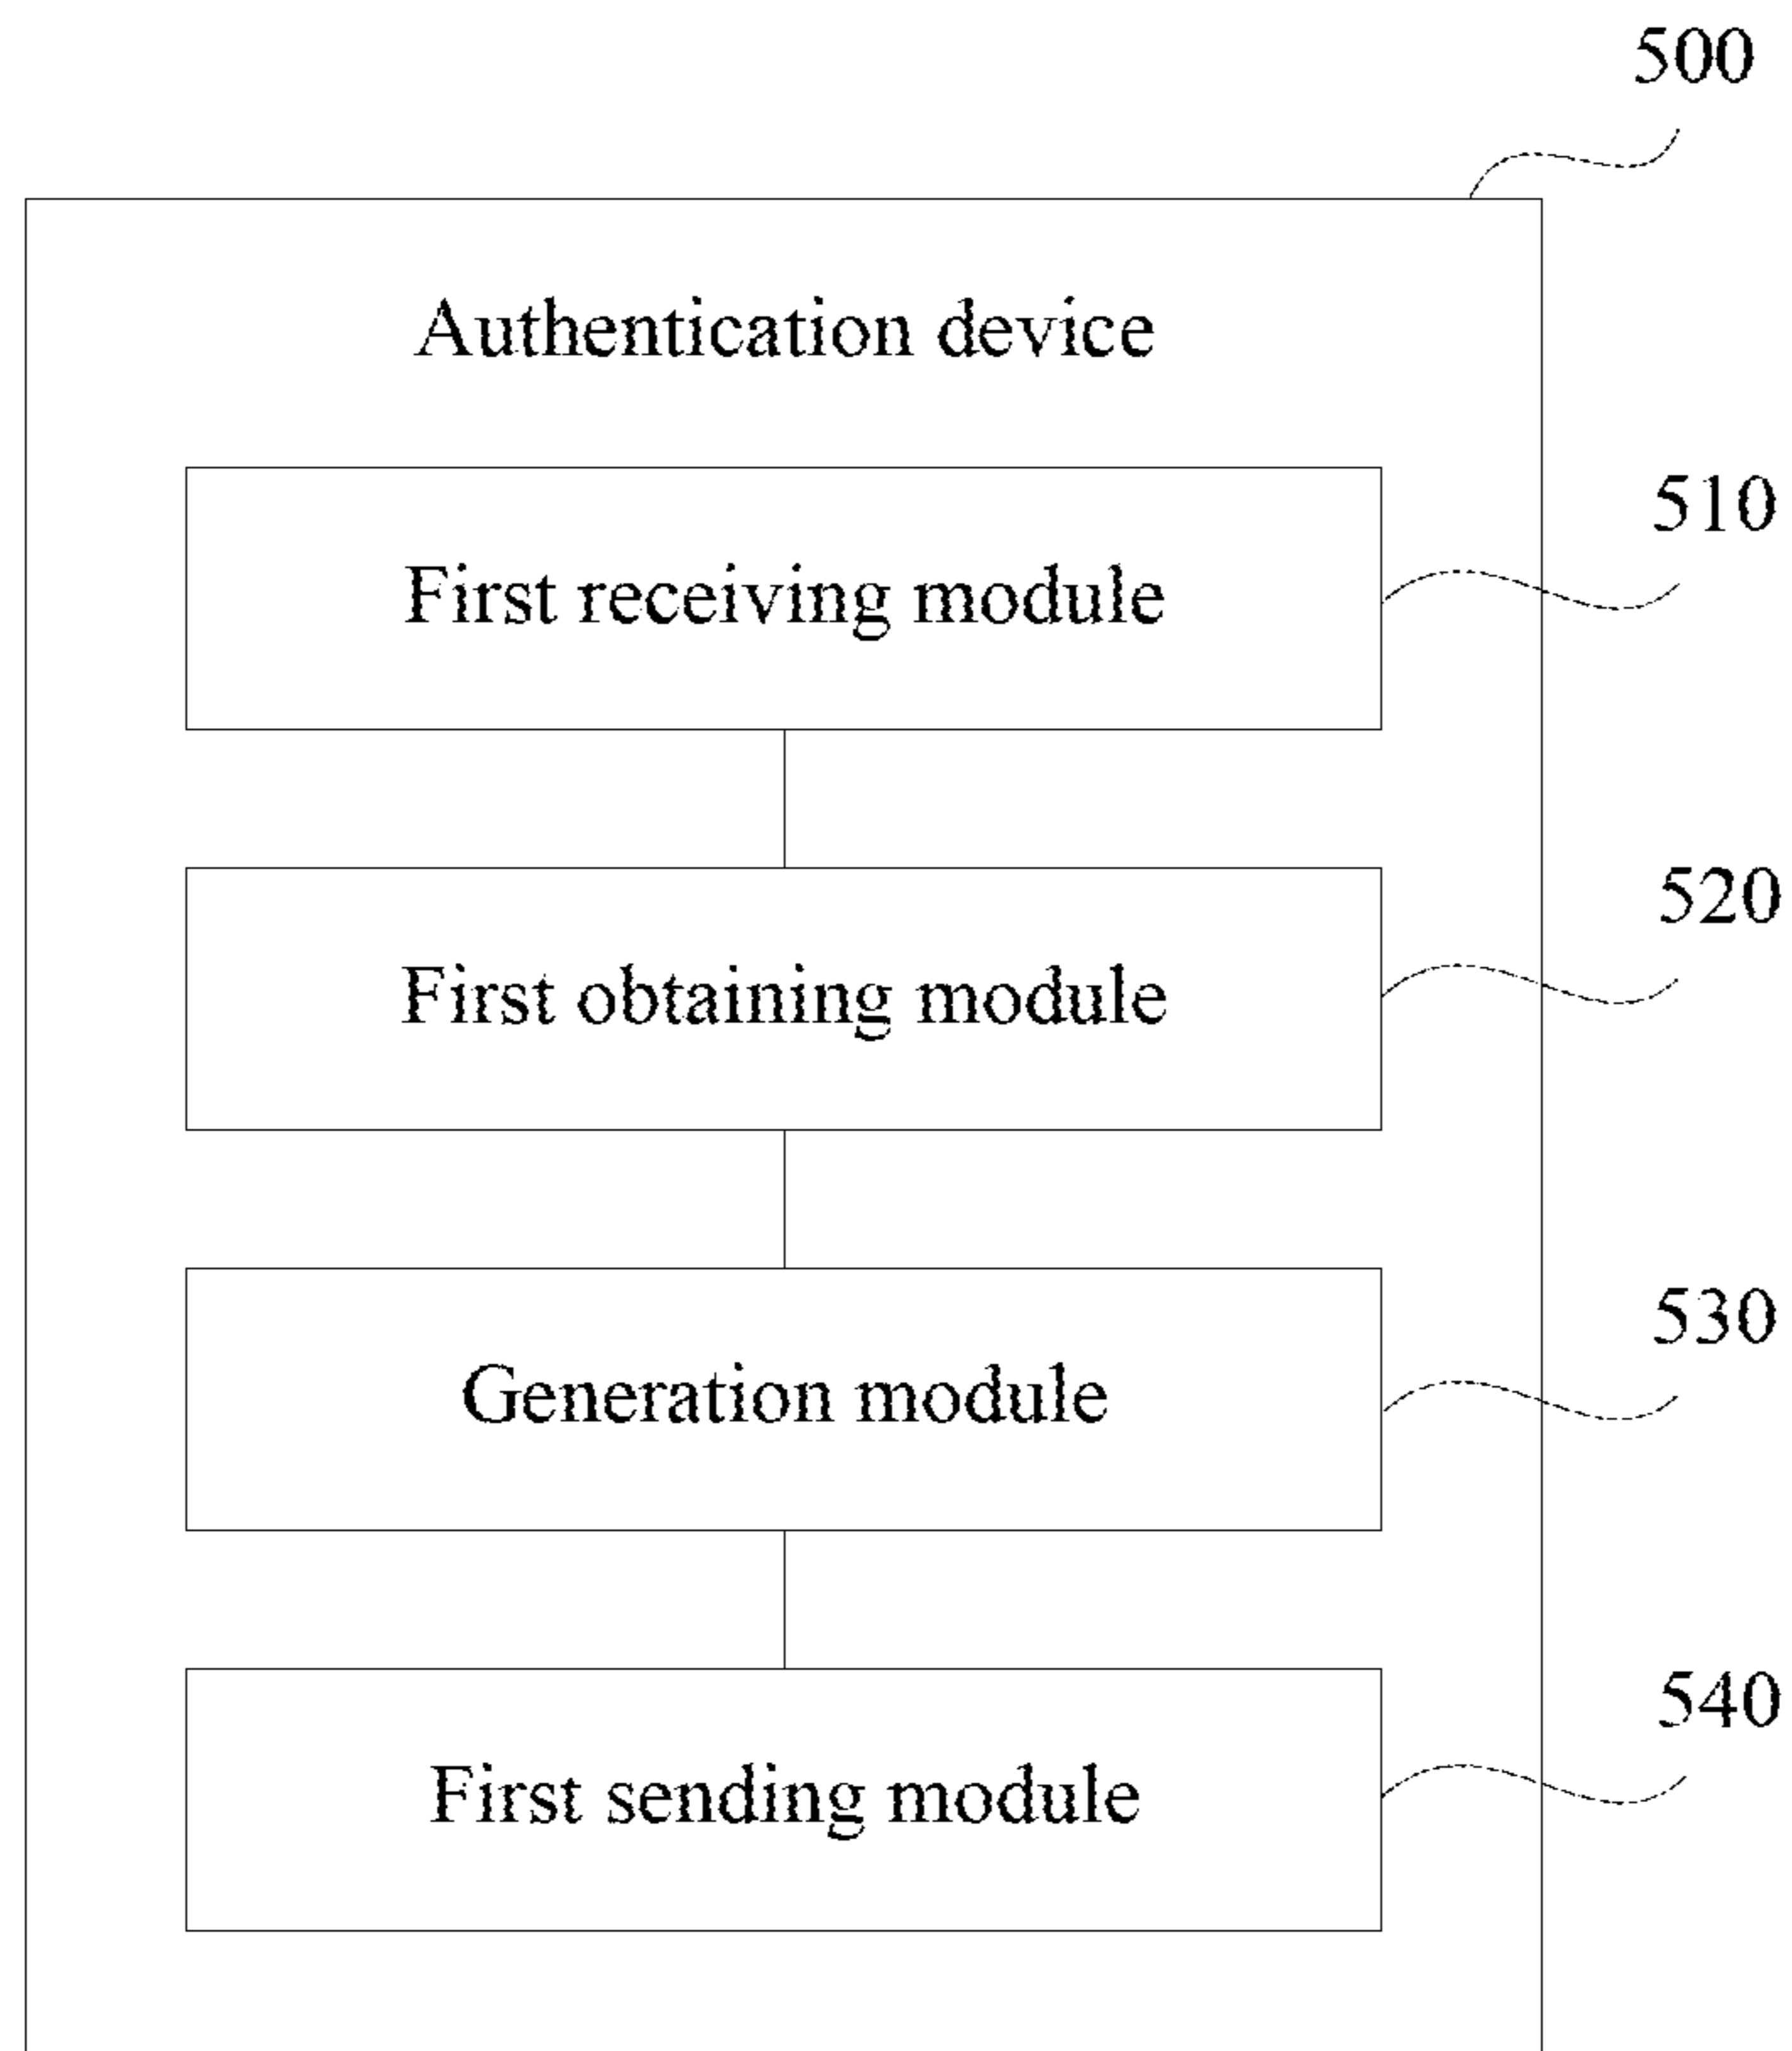 500
Authentication device
510
First receiving module
520
First obtaining module
530
Generation module
540
First sending module